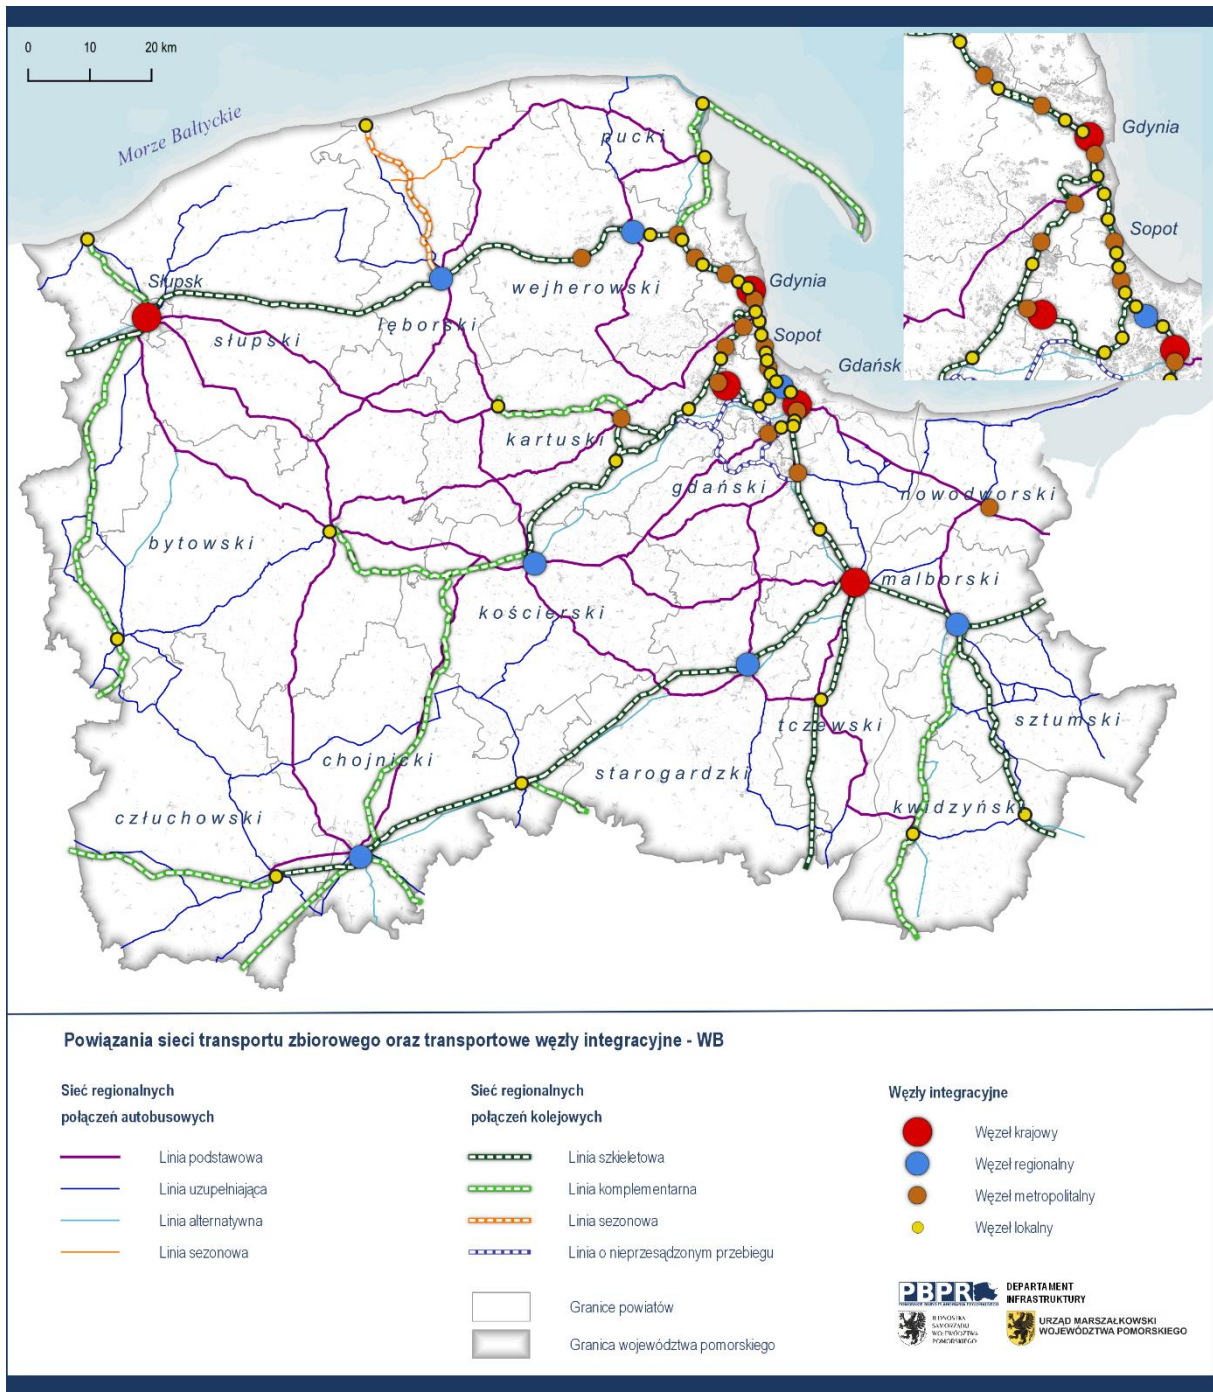 0 10 20 km
Morze Bałtyckie
pucki
Gdynia
Sopot
Słupsk
Gdynia
wejherowski
lęborski
słupski
Sopot
Gdańsk
kartuski
gdański
nowodworski
bytowski
malborski
kościerski
sztumski
tczewski
chojnicki
starogardzki
kwidzyński
człuchowski
Powiązania sieci transportu zbiorowego oraz transportowe węzły integracyjne - WB
Sieć regionalnych
połączeń autobusowych
Linia podstawowa
Linia uzupełniająca
Linia alternatywna
Linia sezonowa
Sieć regionalnych
połączeń kolejowych
Linia szkieletowa
Linia komplementarna
Linia sezonowa
Linia o nieprzesądzonym przebiegu
Granice powiatów
Granica województwa pomorskiego
Węzły integracyjne
Węzeł krajowy
Węzeł regionalny
Węzeł metropolitalny
Węzeł lokalny
PBPR
DEPARTAMENT
INFRASTRUKTURY
JEDNOSTKA
SAMORZĄDU
WOJEWÓDZTWA
POMORSKIEGO
URZĄD MARSZAŁKOWSKI
WOJEWÓDZTWA POMORSKIEGO